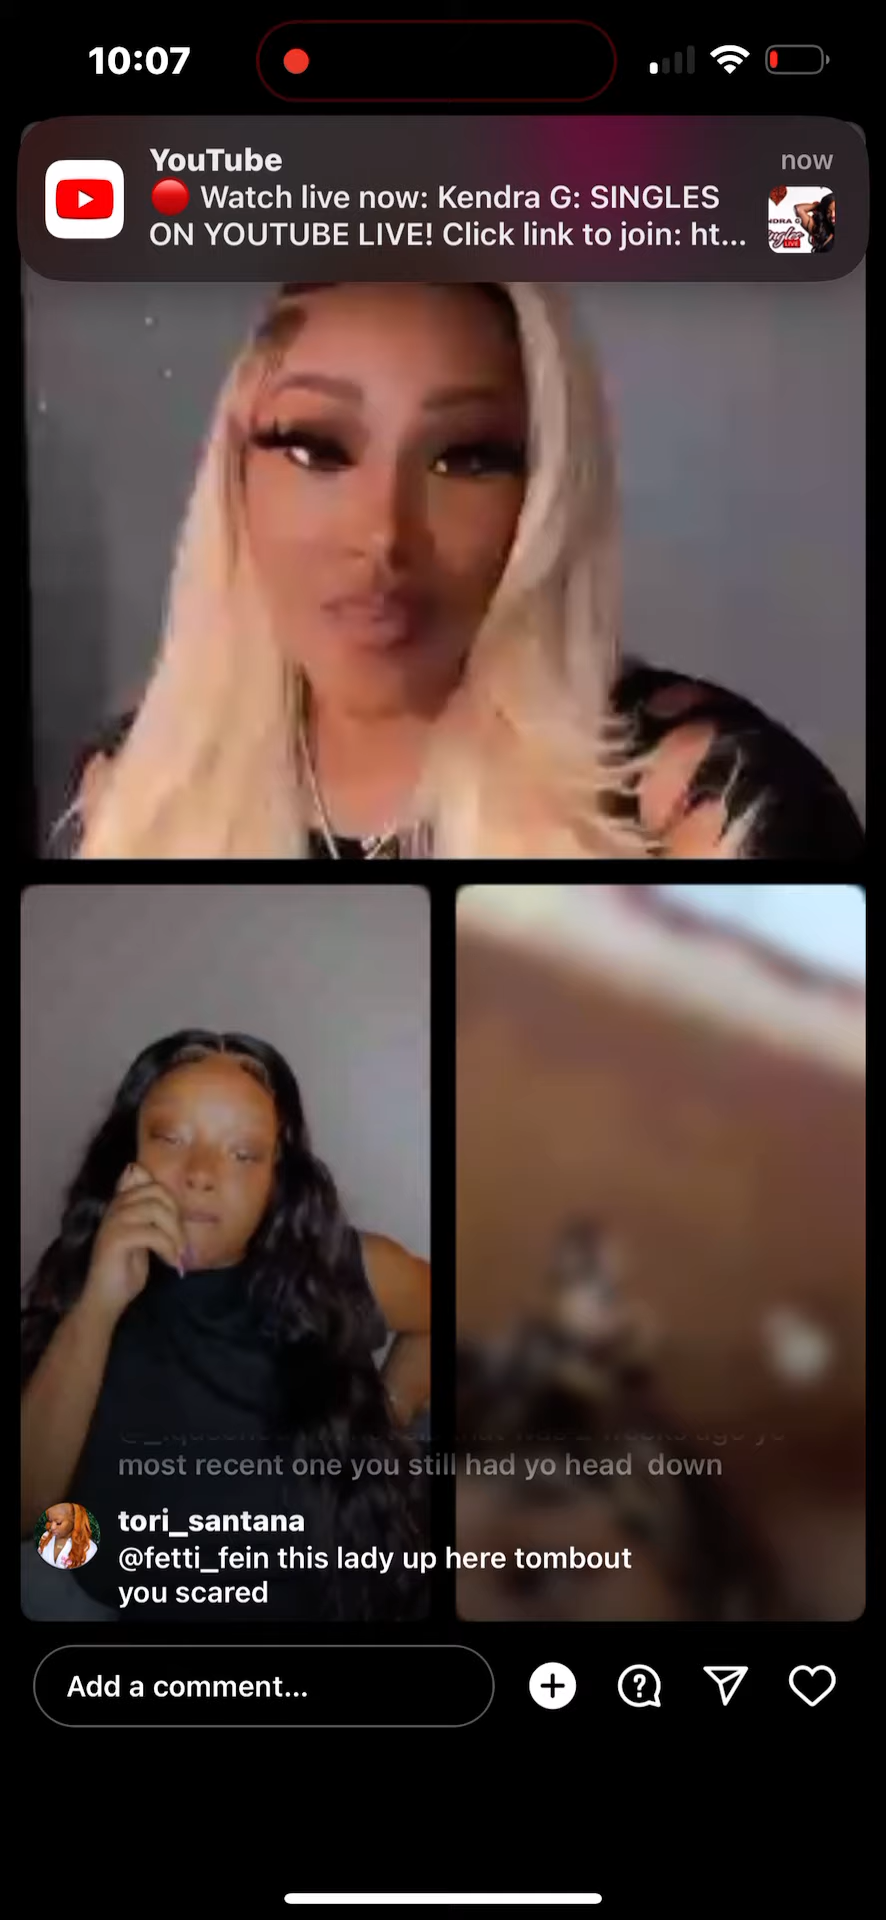 10:07
YouTube
now
🔴 Watch live now: Kendra G: SINGLES
ON YOUTUBE LIVE! Click link to join: ht...
most recent one you still had yo head down
tori_santana
@fetti_fein this lady up here tombout
you scared
Add a comment...